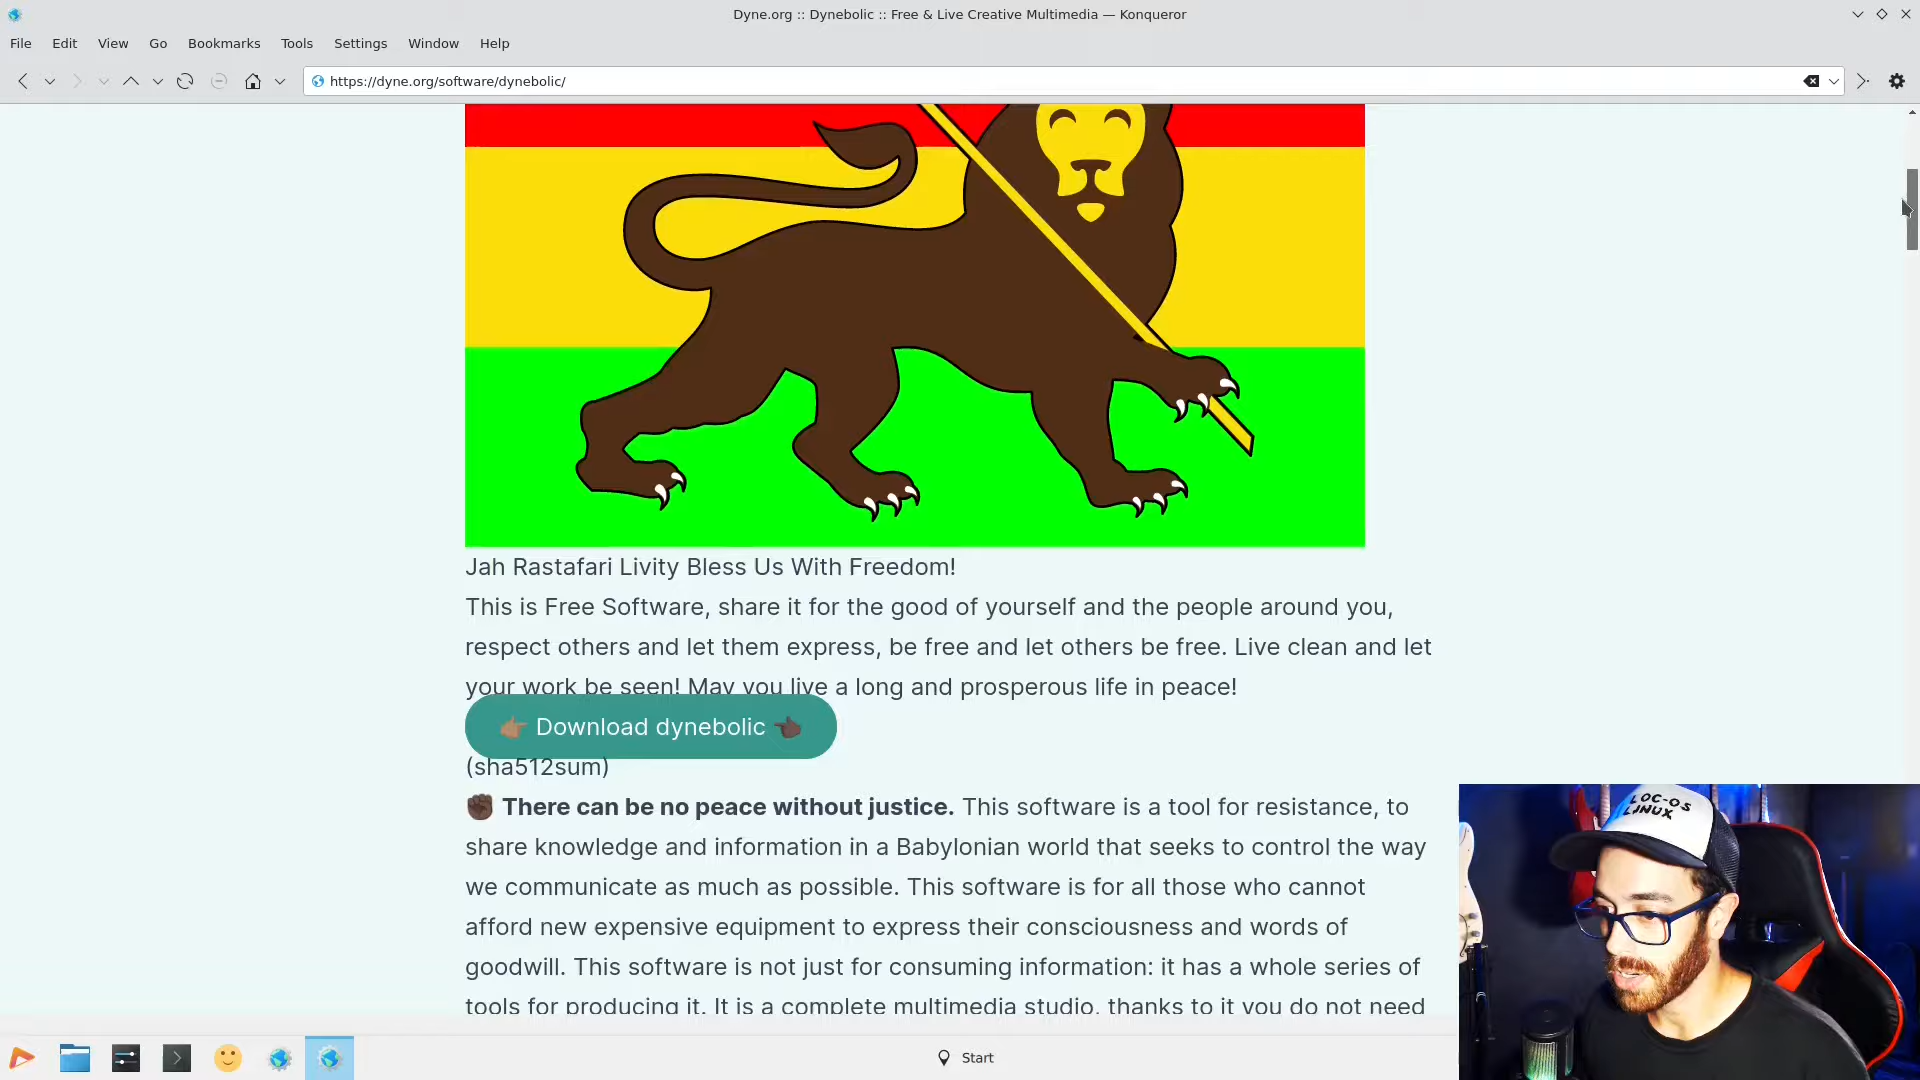 Dyne.org :: Dynebolic :: Free & Live Creative Multimedia — Konqueror
File Edit View Go Bookmarks Tools Settings Window Help
https://dyne.org/software/dynebolic/
Jah Rastafari Livity Bless Us With Freedom!
This is Free Software, share it for the good of yourself and the people around you,
respect others and let them express, be free and let others be free. Live clean and let
your work be seen! May you live a long and prosperous life in peace!
👉🏽 Download dynebolic 👈🏿
(sha512sum)
✊🏿 There can be no peace without justice. This software is a tool for resistance, to
share knowledge and information in a Babylonian world that seeks to control the way
we communicate as much as possible. This software is for all those who cannot
afford new expensive equipment to express their consciousness and words of
goodwill. This software is not just for consuming information: it has a whole series of
tools for producing it. It is a complete multimedia studio, thanks to it you do not need
LOC-OS
LINUX
Start